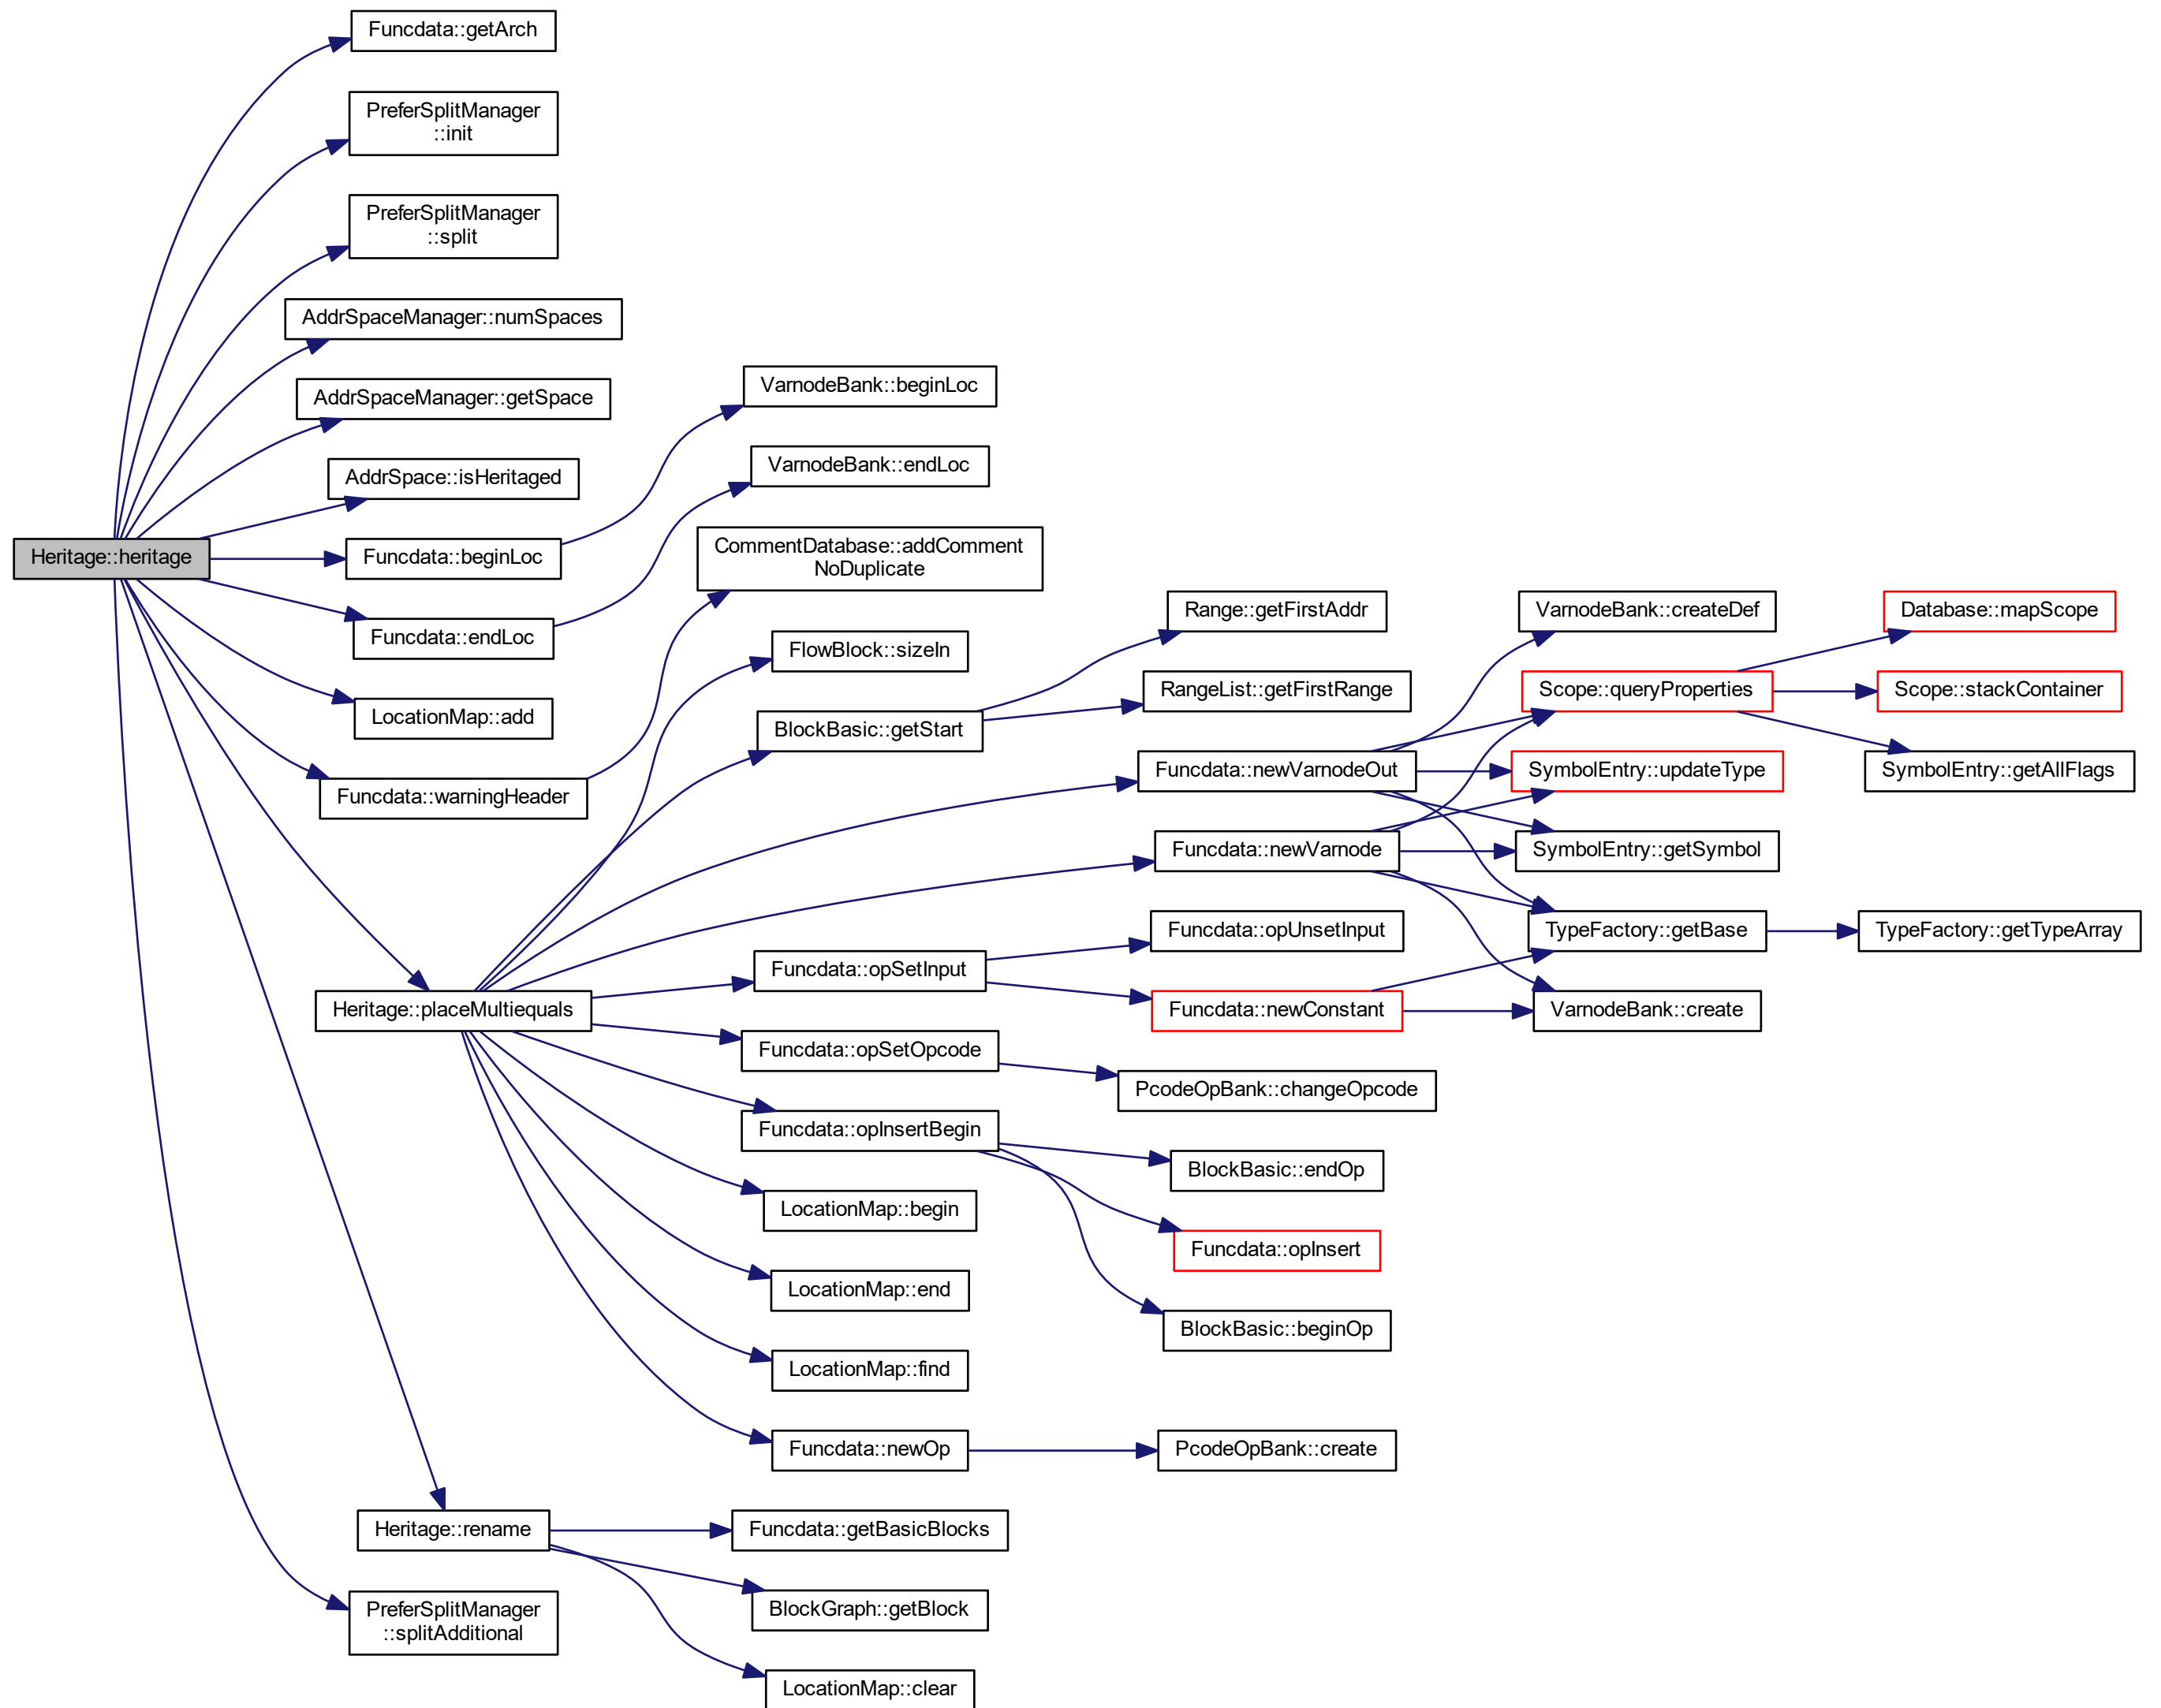 Funcdata::getArch
PreferSplitManager
::init
PreferSplitManager
::split
AddrSpaceManager::numSpaces
AddrSpaceManager::getSpace
AddrSpace::isHeritaged
Heritage::heritage
Funcdata::beginLoc
Funcdata::endLoc
LocationMap::add
Funcdata::warningHeader
Heritage::placeMultiequals
Heritage::rename
PreferSplitManager
::splitAdditional
VarnodeBank::beginLoc
VarnodeBank::endLoc
CommentDatabase::addComment
NoDuplicate
FlowBlock::sizeIn
BlockBasic::getStart
Funcdata::opSetInput
Funcdata::opSetOpcode
Funcdata::opInsertBegin
LocationMap::begin
LocationMap::end
LocationMap::find
Funcdata::newOp
Funcdata::getBasicBlocks
BlockGraph::getBlock
LocationMap::clear
Range::getFirstAddr
RangeList::getFirstRange
Funcdata::newVarnodeOut
Funcdata::newVarnode
Funcdata::opUnsetInput
Funcdata::newConstant
PcodeOpBank::changeOpcode
BlockBasic::endOp
Funcdata::opInsert
BlockBasic::beginOp
PcodeOpBank::create
VarnodeBank::createDef
Scope::queryProperties
SymbolEntry::updateType
SymbolEntry::getSymbol
TypeFactory::getBase
VarnodeBank::create
Database::mapScope
Scope::stackContainer
SymbolEntry::getAllFlags
TypeFactory::getTypeArray